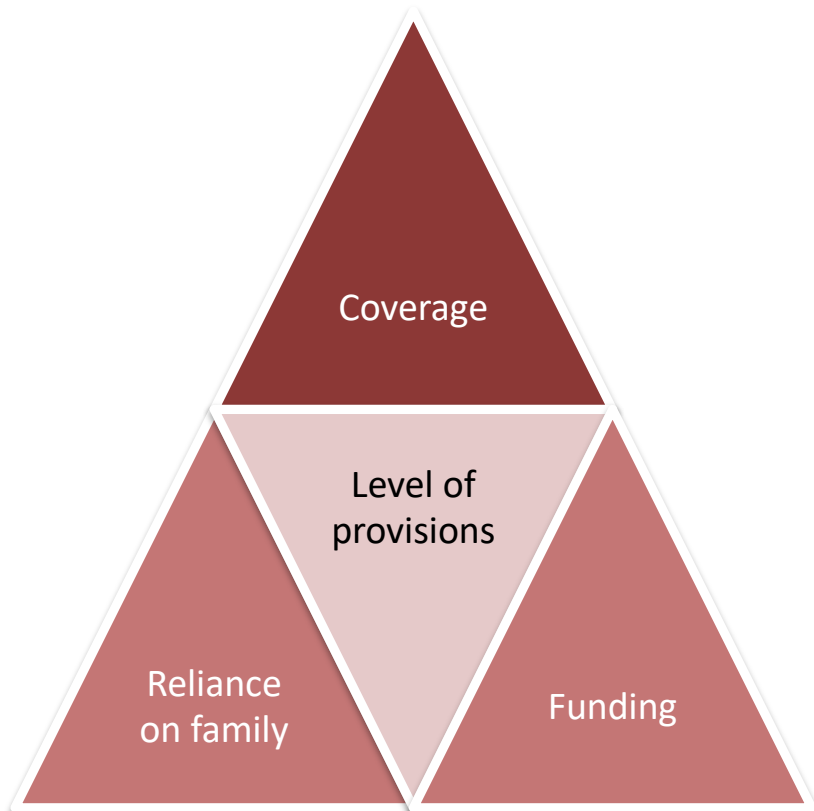 Coverage
Level of
provisions
Reliance
on family
Funding